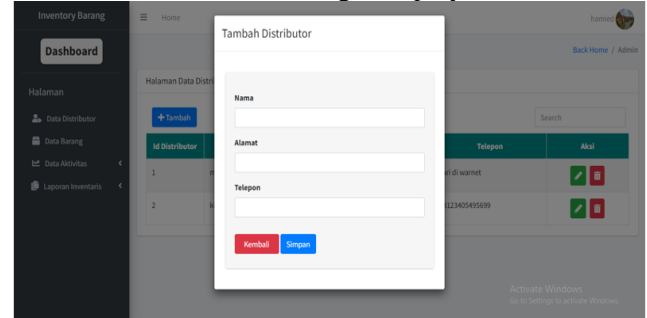 Inventory Barang
Home
hamied
Tambah Distributor
Dashboard
Back Home / Admin
Halaman
Halaman Data Distri
Nama
Data Distributor
+ Tambah
Search
Data Barang
Alamat
Id Distributor
Telepon
Aksi
Data Aktivitas
1
ari di warnet
Laporan Inventaris
Telepon
2
1123405495699
Kembali
Simpan
Activate Windows
Go to Settings to activate Windows.